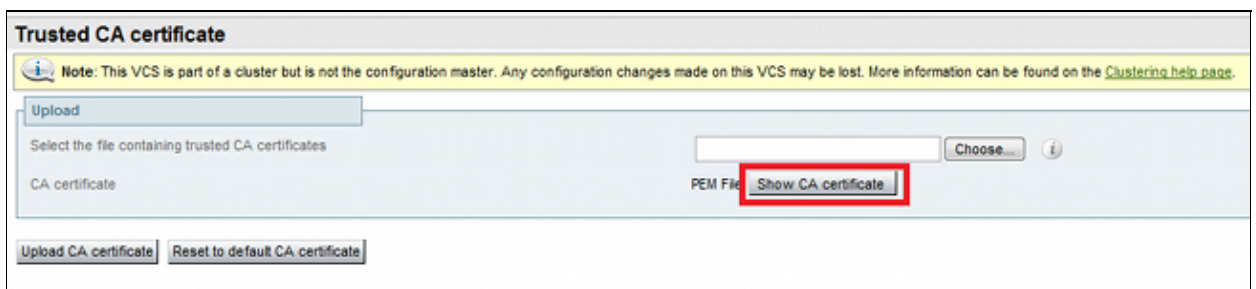 Trusted CA certificate
Note: This VCS is part of a cluster but is not the configuration master. Any configuration changes made on this VCS may be lost. More information can be found on the Clustering help page.
Upload
Select the file containing trusted CA certificates Choose... i
CA certificate PEM File Show CA certificate
Upload CA certificate Reset to default CA certificate